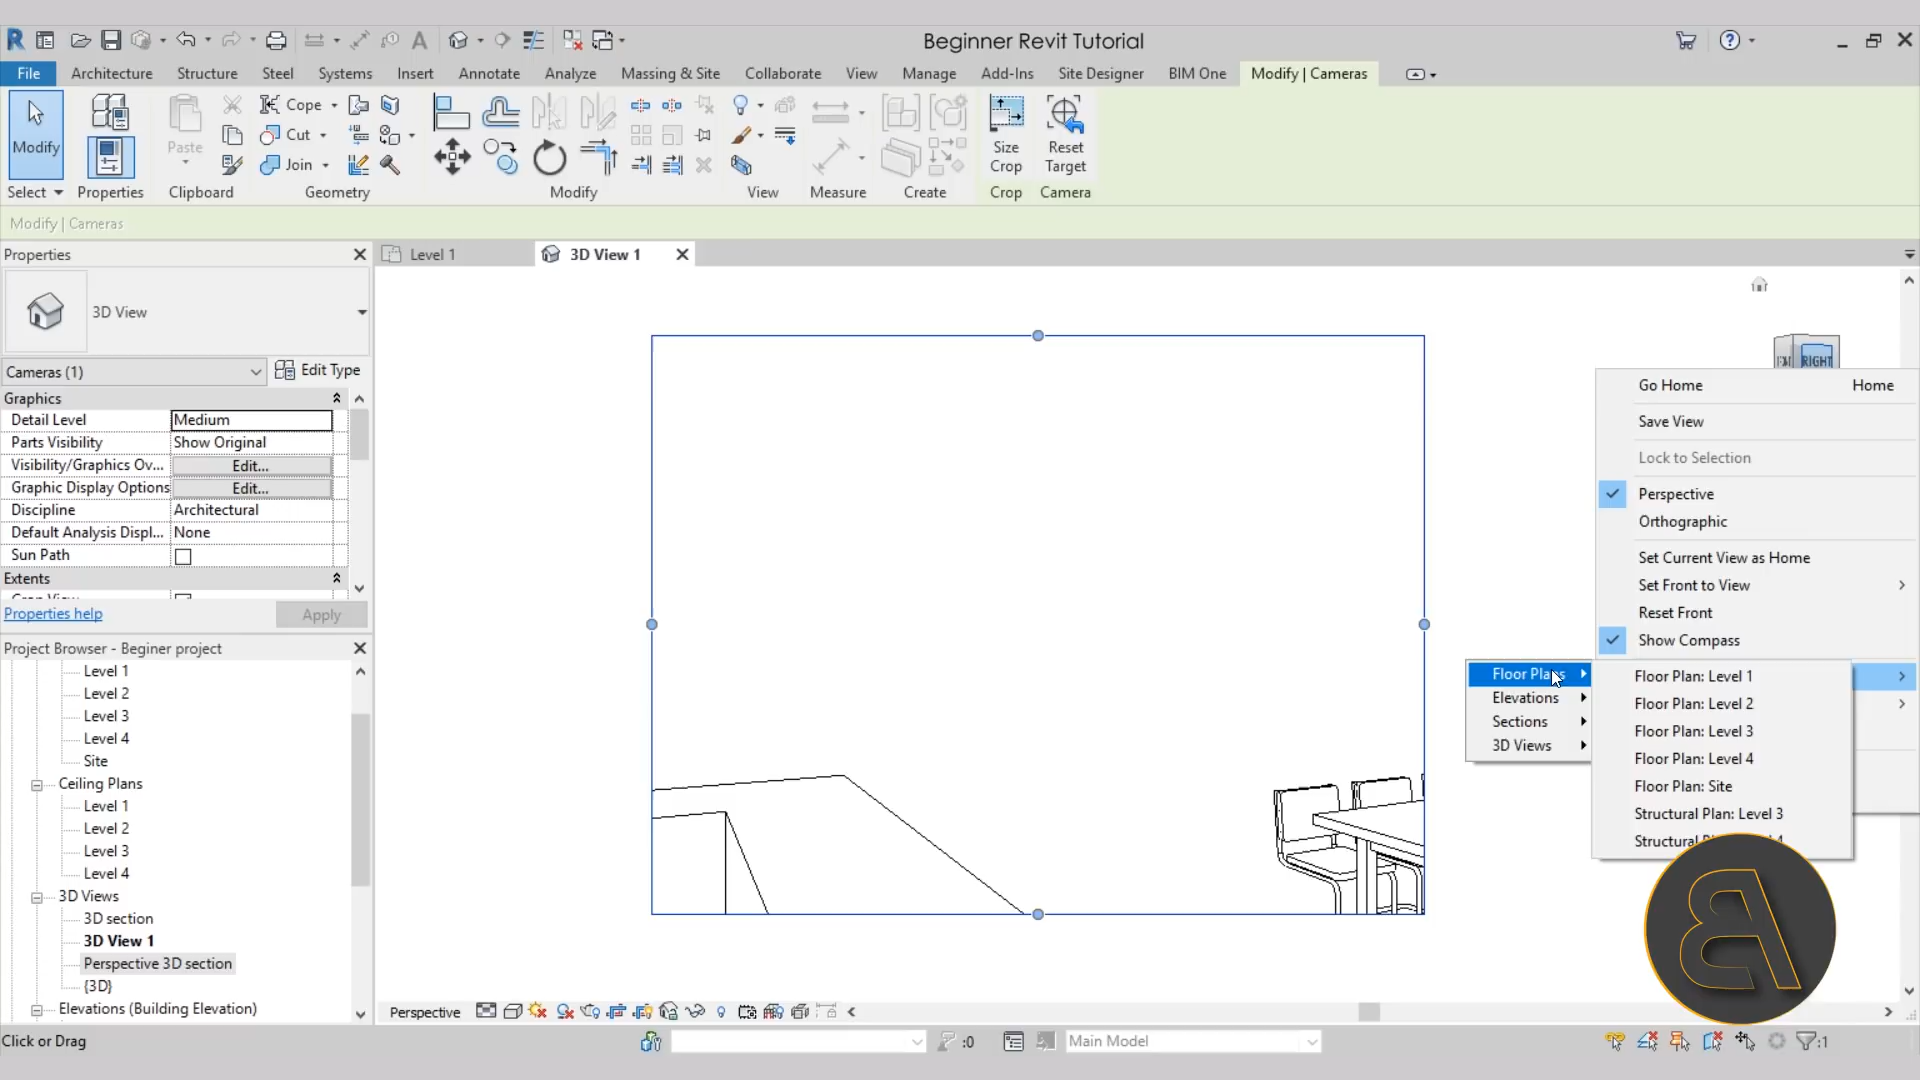 Beginner Revit Tutorial
File Architecture Structure Steel Systems Insert Annotate Analyze Massing & Site Collaborate View Manage Add-Ins Site Designer BIM One Modify | Cameras
Modify
Paste
Cope
Cut
Join
Size Crop
Reset Target
Select Properties Clipboard Geometry Modify View Measure Create Crop Camera
Modify | Cameras
Properties
Level 1
3D View 1
3D View
Cameras (1)
Edit Type
Graphics
Detail Level Medium
Parts Visibility Show Original
Visibility/Graphics Ov... Edit...
Graphic Display Options Edit...
Discipline Architectural
Default Analysis Displ... None
Sun Path
Extents
Crop View
Properties help Apply
Project Browser - Beginer project
Level 1
Level 2
Level 3
Level 4
Site
Ceiling Plans
Level 1
Level 2
Level 3
Level 4
3D Views
3D section
3D View 1
Perspective 3D section
{3D}
Elevations (Building Elevation)
RIGHT
Go Home Home
Save View
Lock to Selection
Perspective
Orthographic
Set Current View as Home
Set Front to View
Reset Front
Show Compass
Floor Plans
Elevations
Sections
3D Views
Floor Plan: Level 1
Floor Plan: Level 2
Floor Plan: Level 3
Floor Plan: Level 4
Floor Plan: Site
Structural Plan: Level 3
Structural
Perspective
Click or Drag
:0
Main Model
:1